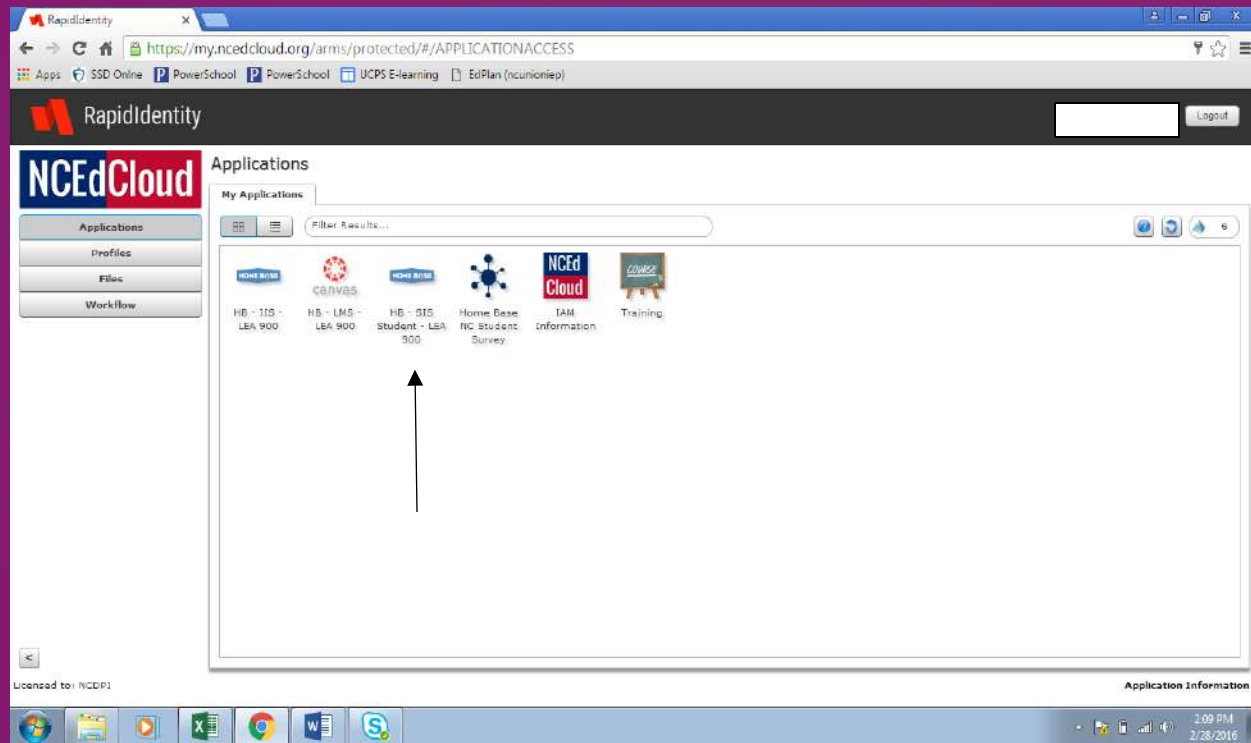 RapidIdentity
https://my.ncedcloud.org/arms/protected/#/APPLICATIONACCESS
Apps SSD Online PowerSchool PowerSchool UCPS E-learning EdPlan (ncunioniep)
RapidIdentity
Logout
NCEdCloud
Applications
My Applications
Applications
Profiles
Files
Workflow
Filter Results...
6
HOME BASE
canvas
HOME BASE
NCEd
Cloud
COURSE
HB - IIS -
LEA 900
HB - LMS -
LEA 900
HB - SIS
Student - LEA
900
Home Base
NC Student
Survey
IAM
Information
Training
<
Licensed to: NCDPI
Application Information
2:09 PM
2/28/2016